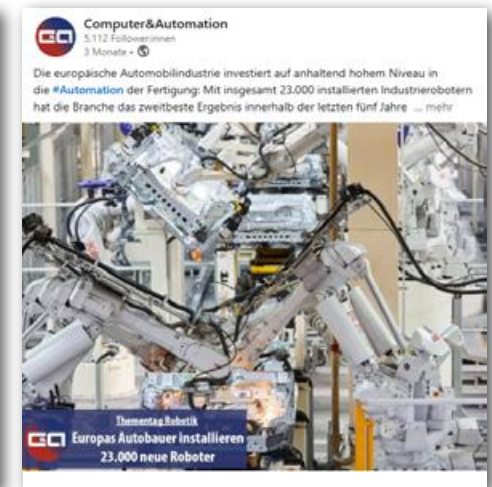 Computer&Automation
5.112 Follower:innen
3 Monate •
Die europäische Automobilindustrie investiert auf anhaltend hohem Niveau in
die #Automation der Fertigung: Mit insgesamt 23.000 installierten Industrierobotern
hat die Branche das zweitbeste Ergebnis innerhalb der letzten fünf Jahre ... mehr
Thementag Robotik
Europas Autobauer installieren
23.000 neue Roboter